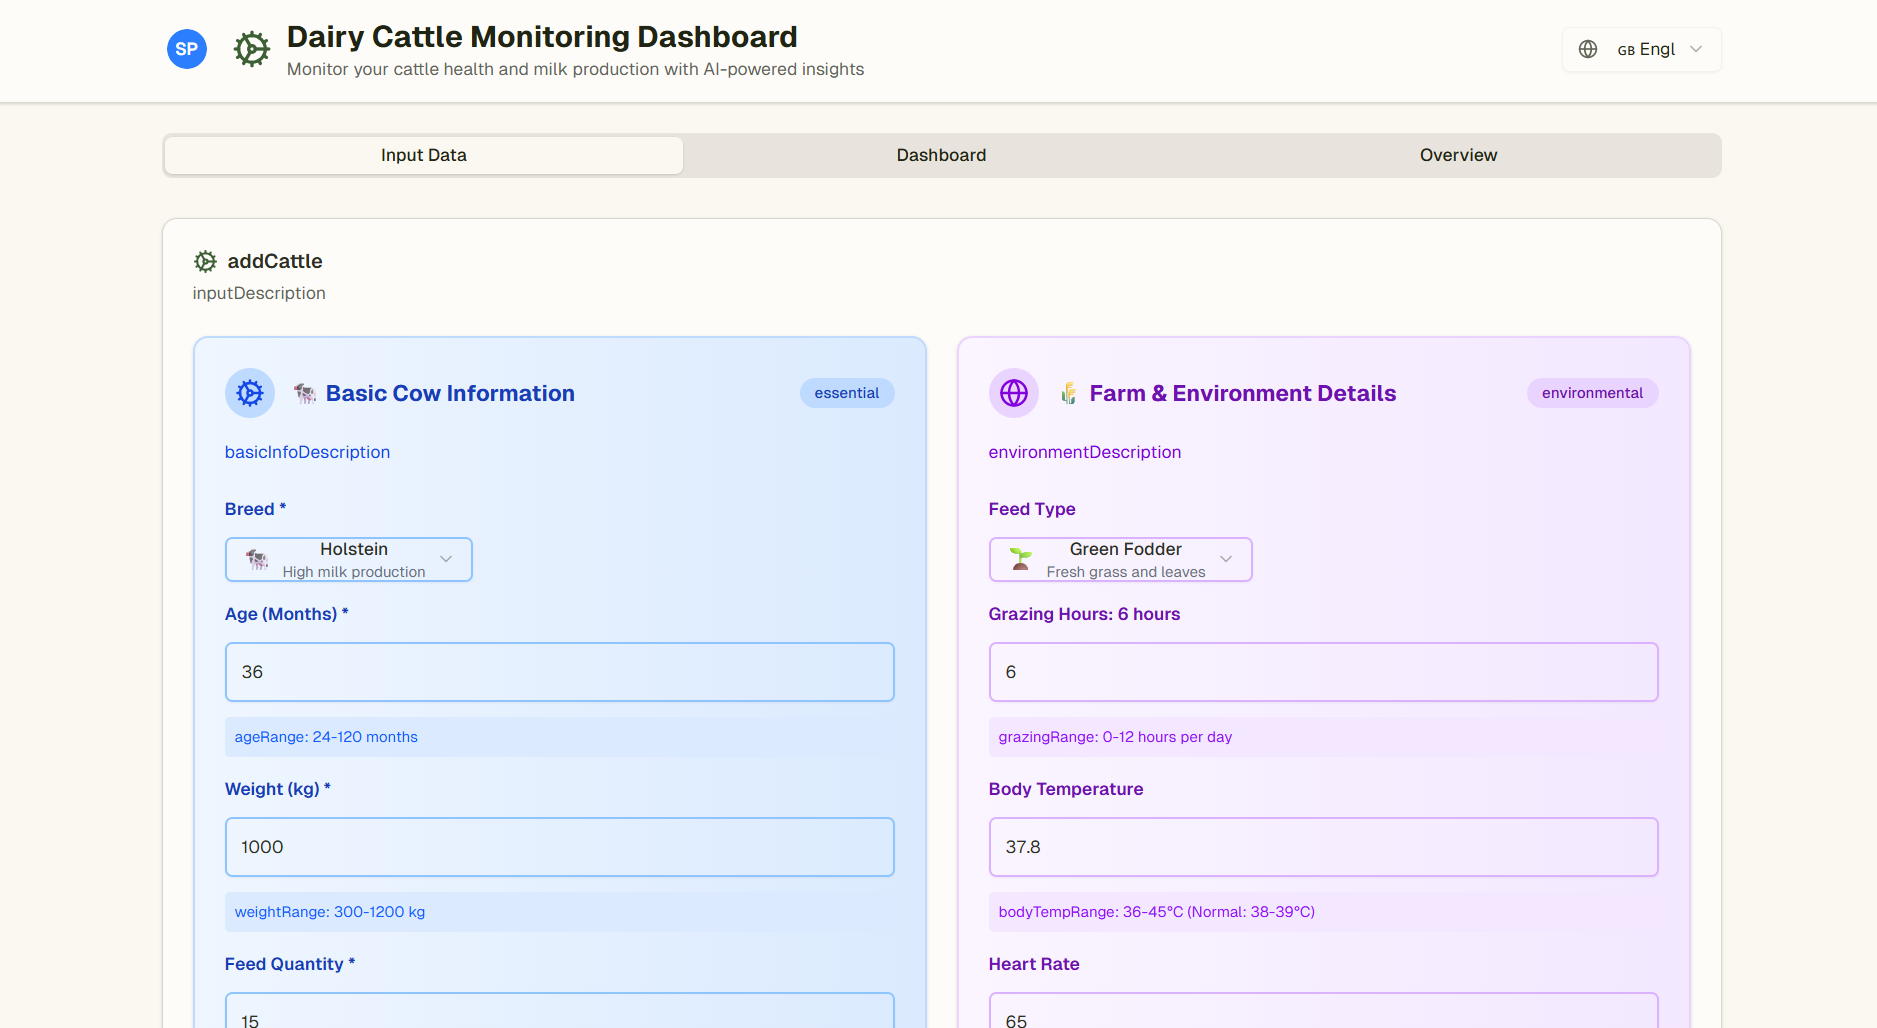 SP
Dairy Cattle Monitoring Dashboard
Monitor your cattle health and milk production with AI-powered insights
GB Engl
Input Data
Dashboard
Overview
addCattle
inputDescription
Basic Cow Information
essential
basicInfoDescription
Breed *
Holstein
High milk production
Age (Months) *
36
ageRange: 24-120 months
Weight (kg) *
1000
weightRange: 300-1200 kg
Feed Quantity *
15
Farm & Environment Details
environmental
environmentDescription
Feed Type
Green Fodder
Fresh grass and leaves
Grazing Hours: 6 hours
6
grazingRange: 0-12 hours per day
Body Temperature
37.8
bodyTempRange: 36-45°C (Normal: 38-39°C)
Heart Rate
65